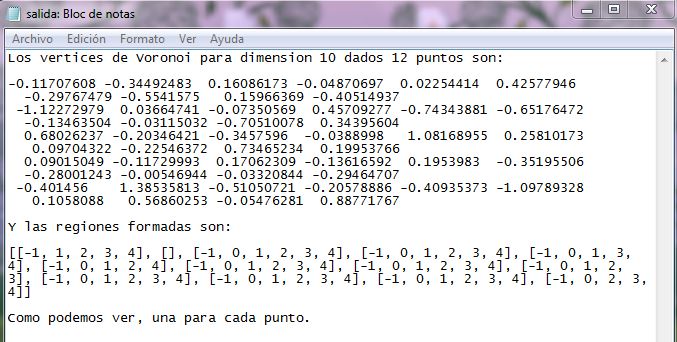 salida: Bloc de notas
Archivo Edición Formato Ver Ayuda
Los vertices de Voronoi para dimension 10 dados 12 puntos son:
-0.11707608 -0.34492483 0.16086173 -0.04870697 0.02254414 0.42577946
-0.29767479 -0.5541575 0.15966369 -0.40514937
-1.12272979 0.03664741 -0.07350569 0.45709277 -0.74343881 -0.65176472
-0.13463504 -0.03115032 -0.70510078 0.34395604
0.68026237 -0.20346421 -0.3457596 -0.0388998 1.08168955 0.25810173
0.09704322 -0.22546372 0.73465234 0.19953766
0.09015049 -0.11729993 0.17062309 -0.13616592 0.1953983 -0.35195506
-0.28001243 -0.00546944 -0.03320844 -0.29464707
-0.401456 1.38535813 -0.51050721 -0.20578886 -0.40935373 -1.09789328
0.1058088 0.56860253 -0.05476281 0.88771767
Y las regiones formadas son:
[[-1, 1, 2, 3, 4], [], [-1, 0, 1, 2, 3, 4], [-1, 0, 1, 2, 3, 4], [-1, 0, 1, 3,
4], [-1, 0, 1, 2, 4], [-1, 0, 1, 2, 3, 4], [-1, 0, 1, 2, 3, 4], [-1, 0, 1, 2,
3], [-1, 0, 1, 2, 3, 4], [-1, 0, 1, 2, 3, 4], [-1, 0, 1, 2, 3, 4], [-1, 0, 2, 3,
4]]
Como podemos ver, una para cada punto.